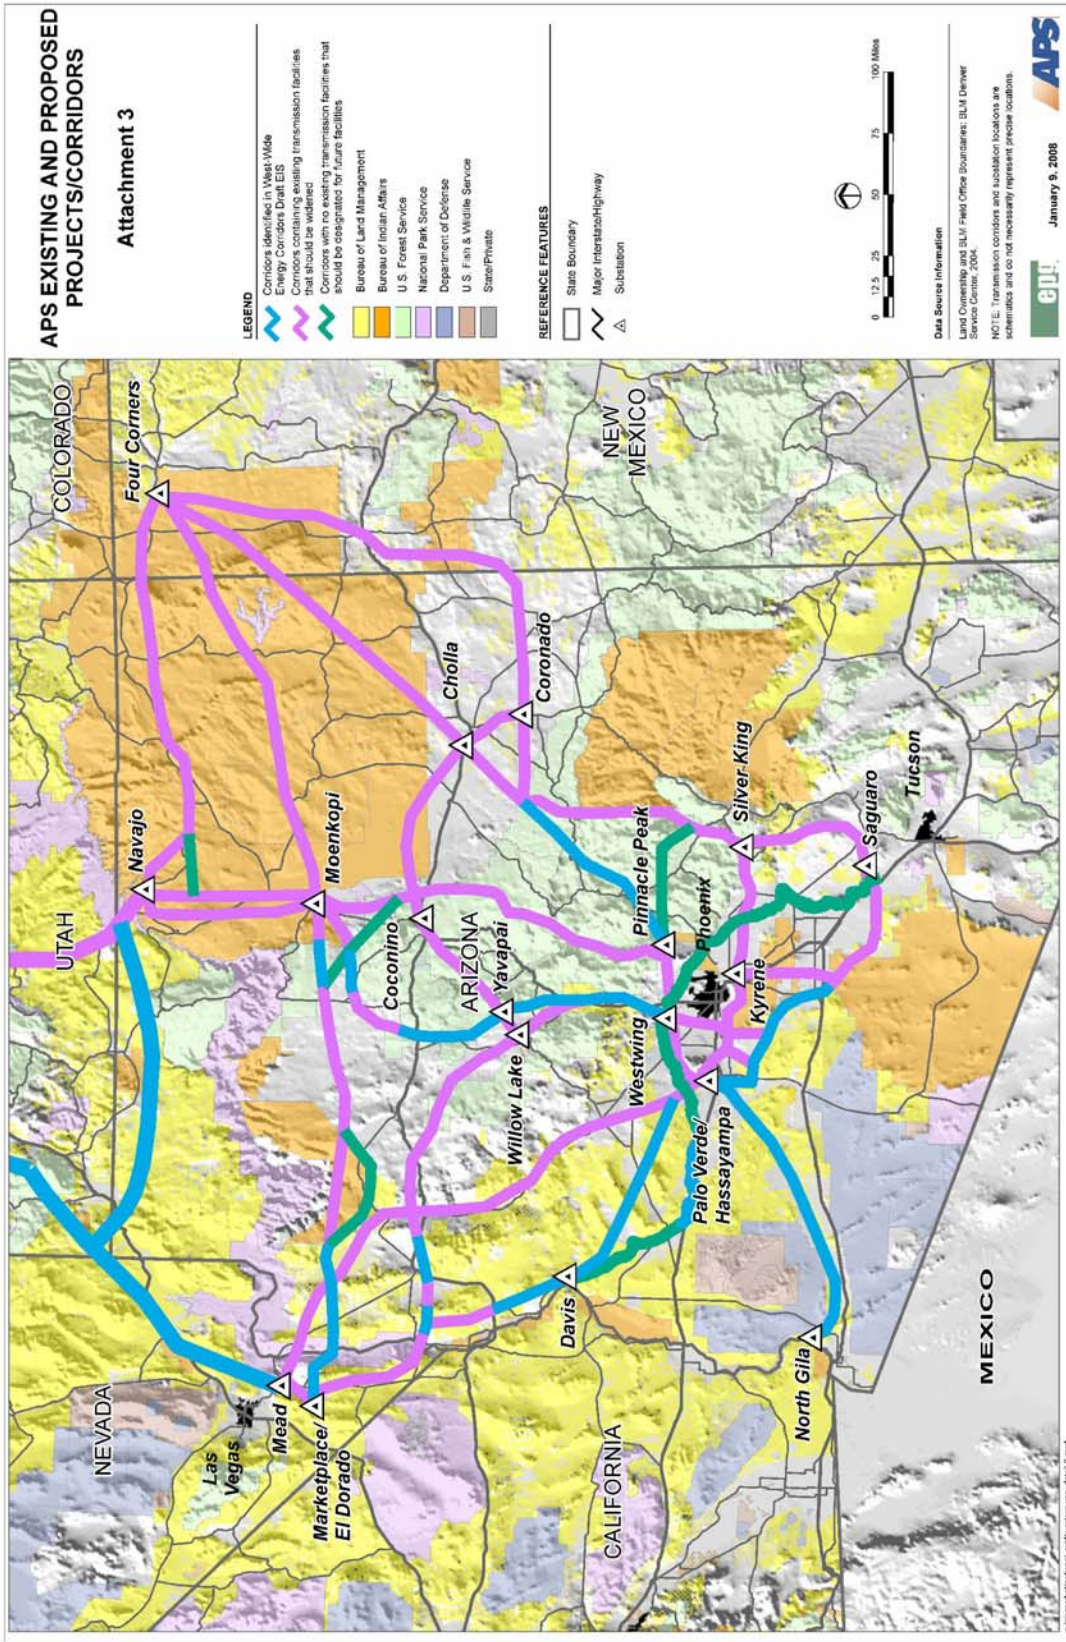 APS EXISTING AND PROPOSED
PROJECTS/CORRIDORS
Attachment 3
LEGEND
Corridors identified in West-Wide
Energy Corridors Draft EIS
Corridors containing existing transmission facilities
that should be widened
Corridors with no existing transmission facilities that
should be designated for future facilities
Bureau of Land Management
Bureau of Indian Affairs
U.S. Forest Service
National Park Service
Department of Defense
U.S. Fish & Wildlife Service
State/Private
REFERENCE FEATURES
State Boundary
Major Interstate/Highway
Substation
0 12.5 25 50 75 100 Miles
Data Source Information
Land Ownership and BLM Field Office Boundaries: BLM Denver
Service Center, 2004.
NOTE: Transmission corridors and substation locations are
schematics and do not necessarily represent precise locations.
epg
January 9, 2008
APS
NEVADA
UTAH
COLORADO
Four Corners
Navajo
Las
Vegas
Mead
Marketplace/
El Dorado
Moenkopi
Coconino
Cholla
ARIZONA
Yavapai
Willow Lake
Coronado
Davis
CALIFORNIA
NEW
MEXICO
Westwing
Pinnacle Peak
Phoenix
Palo Verde/
Hassayampa
Kyrene
Silver King
North Gila
Saguaro
Tucson
MEXICO